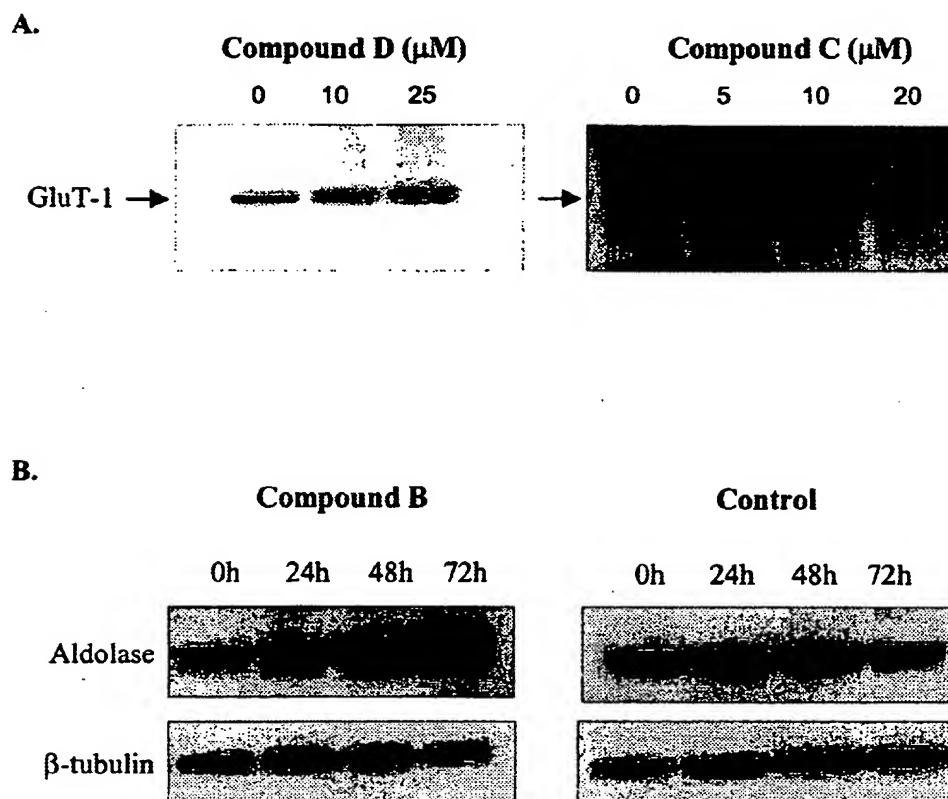 A.
Compound D (μM)
0 10 25
Compound C (μM)
0 5 10 20
GluT-1
B.
Compound B
0h 24h 48h 72h
Control
0h 24h 48h 72h
Aldolase
β-tubulin